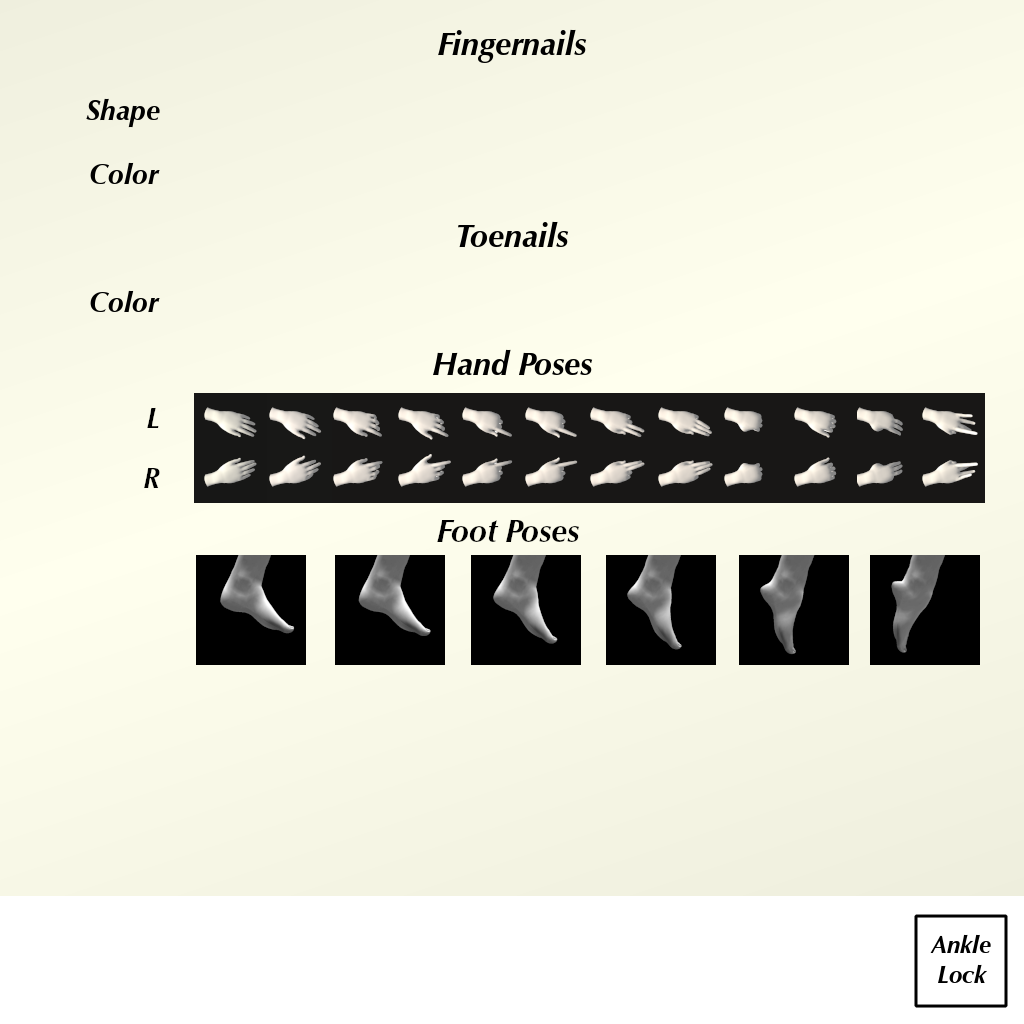 Fingernails
Shape
Color
Toenails
Color
Hand Poses
L
R
Foot Poses
Ankle
Lock